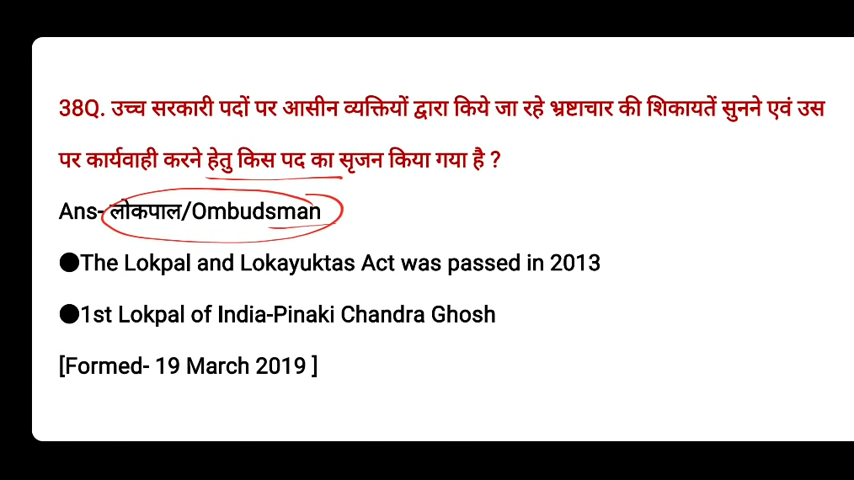 38Q. उच्च सरकारी पदों पर आसीन व्यक्तियों द्वारा किये जा रहे भ्रष्टाचार की शिकायतें सुनने एवं उस
पर कार्यवाही करने हेतु किस पद का सृजन किया गया है ?
Ans- लोकपाल/Ombudsman
●The Lokpal and Lokayuktas Act was passed in 2013
●1st Lokpal of India-Pinaki Chandra Ghosh
[Formed- 19 March 2019 ]